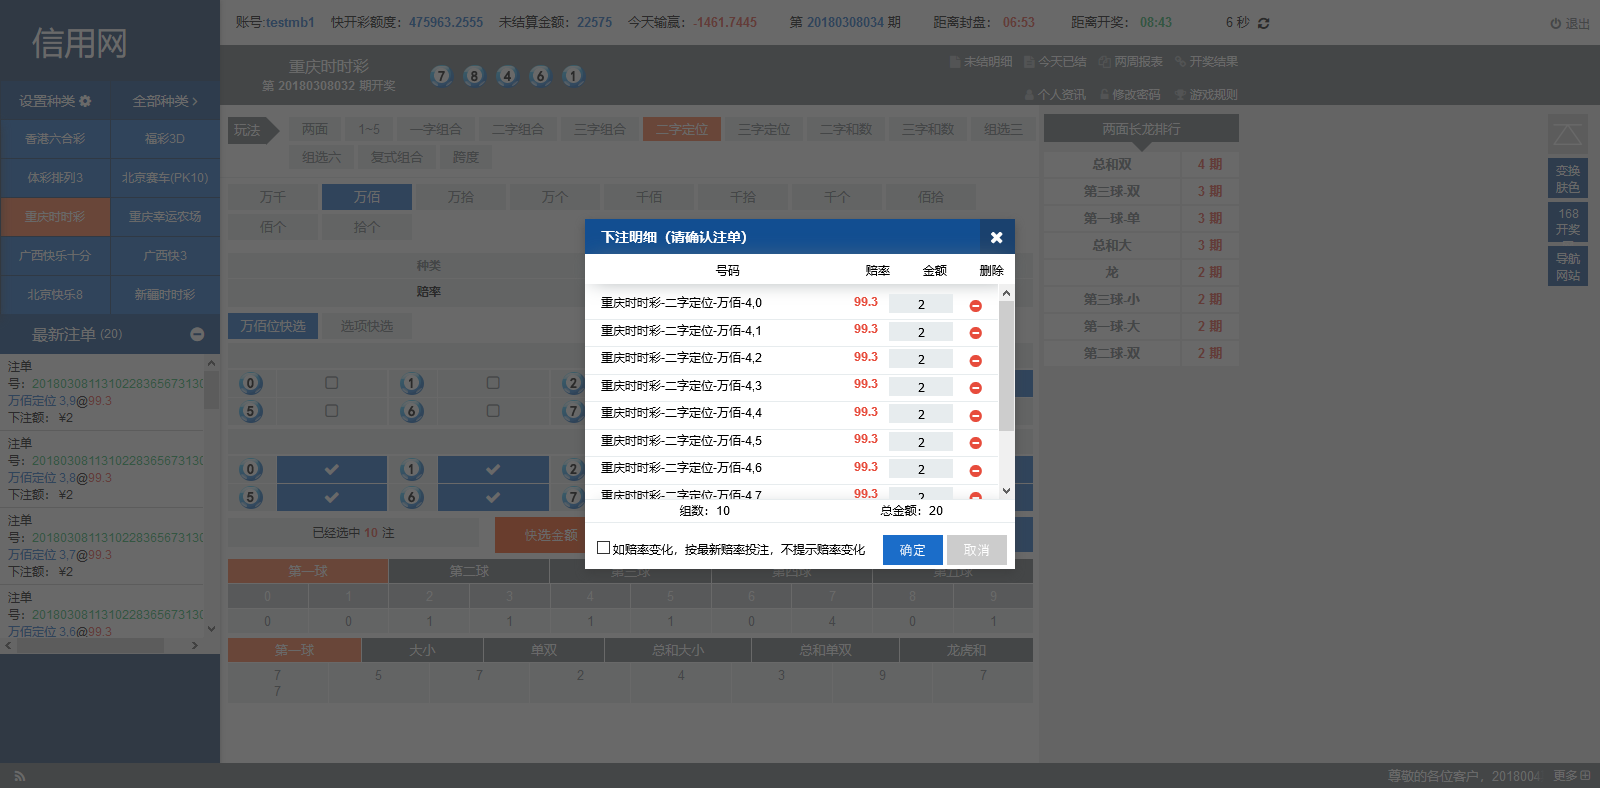 账号:testmb1 快开彩额度：475963.2555 未结算金额：22575 今天输赢：-1461.7445 第 20180308034 期 距离封盘： 06:53 距离开奖： 08:43 6 秒 退出
信用网
重庆时时彩
第 20180308032 期开奖
7 8 4 6 1
未结明细 今天已结 两周报表 开奖结果
个人资讯 修改密码 游戏规则
设置种类 全部种类
香港六合彩 福彩3D
体彩排列3 北京赛车(PK10)
重庆时时彩 重庆幸运农场
广西快乐十分 广西快3
北京快乐8 新疆时时彩
最新注单 (20)
注单
号：20180308113102283656731300
万佰定位 3,9@99.3
下注额： ¥2
注单
号：20180308113102283656731300
万佰定位 3,8@99.3
下注额： ¥2
注单
号：20180308113102283656731300
万佰定位 3,7@99.3
下注额： ¥2
注单
号：20180308113102283656731300
万佰定位 3,6@99.3
玩法 两面 1~5 一字组合 二字组合 三字组合 二字定位 三字定位 二字和数 三字和数 组选三
组选六 复式组合 跨度
万千 万佰 万拾 万个 千佰 千拾 千个 佰拾
佰个 拾个
种类
赔率
万佰位快选 选项快选
0 1 2
5 6 7
0 1 2
5 6 7
已经选中 10 注 快选金额
第一球 第二球 第三球 第四球 第五球
0 1 2 3 4 5 6 7 8 9
0 0 1 1 1 1 0 4 0 1
第一球 大小 单双 总和大小 总和单双 龙虎和
7 5 7 2 4 3 9 7
7
下注明细（请确认注单）
号码 赔率 金额 删除
重庆时时彩-二字定位-万佰-4,0 99.3 2
重庆时时彩-二字定位-万佰-4,1 99.3 2
重庆时时彩-二字定位-万佰-4,2 99.3 2
重庆时时彩-二字定位-万佰-4,3 99.3 2
重庆时时彩-二字定位-万佰-4,4 99.3 2
重庆时时彩-二字定位-万佰-4,5 99.3 2
重庆时时彩-二字定位-万佰-4,6 99.3 2
重庆时时彩-二字定位-万佰-4,7 99.3 2
组数：10 总金额：20
如赔率变化，按最新赔率投注，不提示赔率变化 确定 取消
两面长龙排行
总和双 4 期
第三球-双 3 期
第一球-单 3 期
总和大 3 期
龙 2 期
第三球-小 2 期
第一球-大 2 期
第二球-双 2 期
变换
肤色
168
开奖
导航
网站
尊敬的各位客户，201800 更多